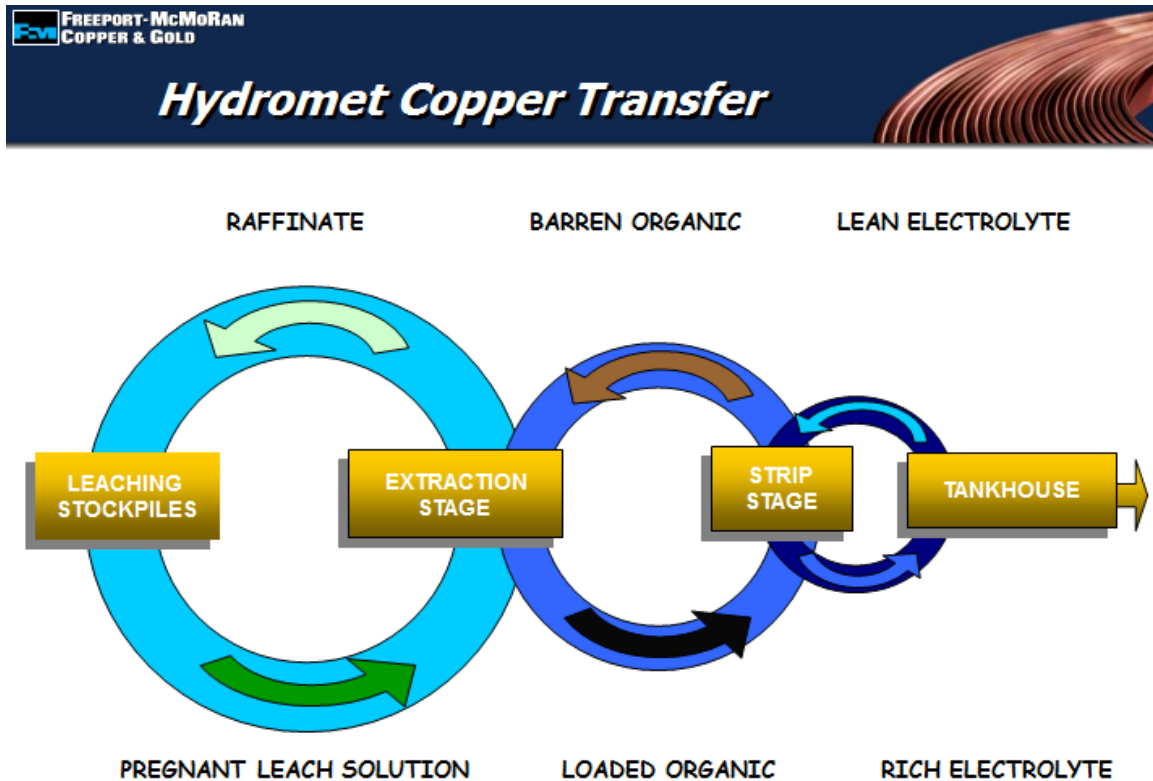 FREEPORT-MCMORAN
COPPER & GOLD
Hydromet Copper Transfer
RAFFINATE
BARREN ORGANIC
LEAN ELECTROLYTE
LEACHING
STOCKPILES
EXTRACTION
STAGE
STRIP
STAGE
TANKHOUSE
PREGNANT LEACH SOLUTION
LOADED ORGANIC
RICH ELECTROLYTE